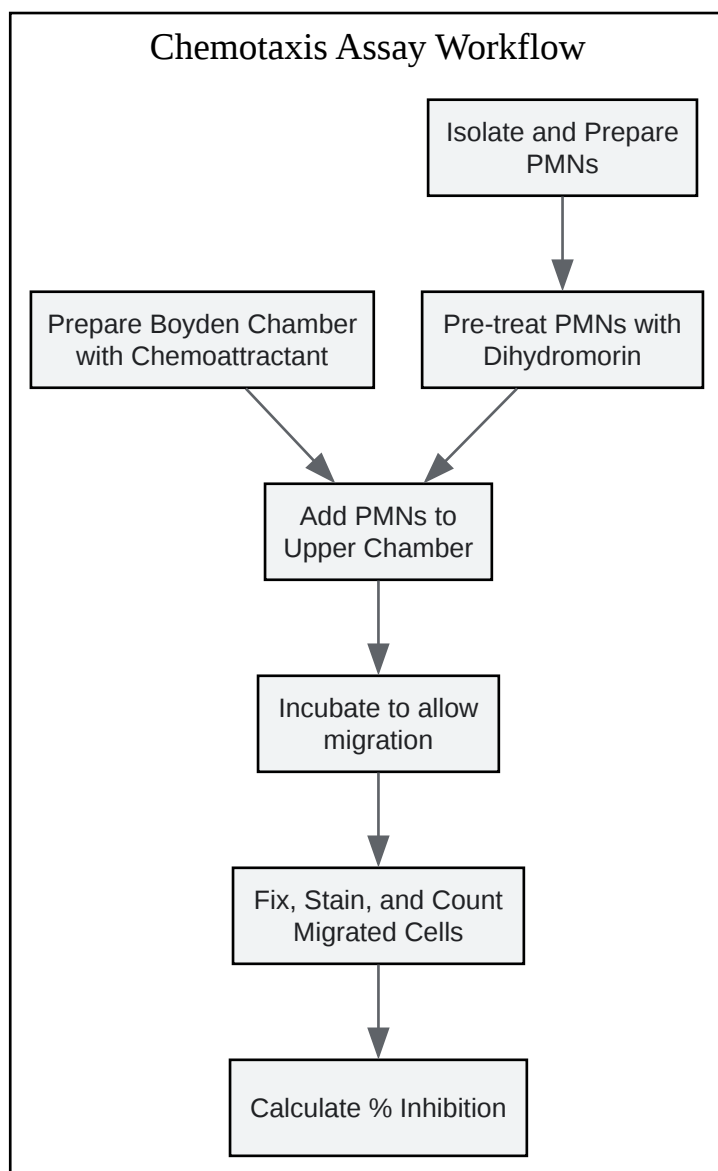 Chemotaxis Assay Workflow
Isolate and Prepare
PMNs
Prepare Boyden Chamber
with Chemoattractant
Pre-treat PMNs with
Dihydromorin
Add PMNs to
Upper Chamber
Incubate to allow
migration
Fix, Stain, and Count
Migrated Cells
Calculate % Inhibition